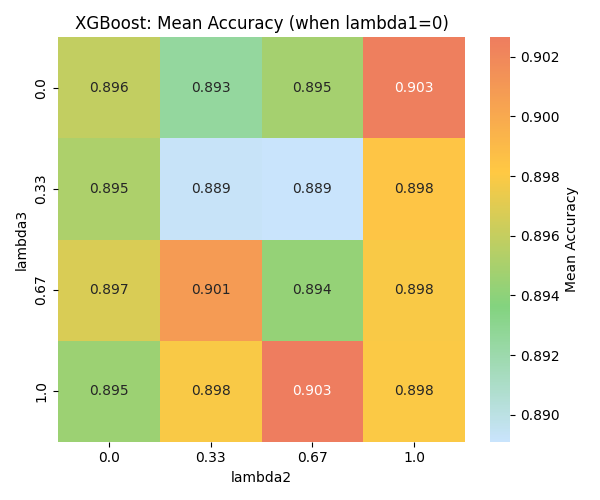 XGBoost: Mean Accuracy (when lambda1=0)
0.0 0.896 0.893 0.895 0.903
0.33 0.895 0.889 0.889 0.898
0.67 0.897 0.901 0.894 0.898
1.0 0.895 0.898 0.903 0.898
0.0 0.33 0.67 1.0
lambda2
lambda3
0.902
0.900
0.898
0.896
0.894
0.892
0.890
Mean Accuracy